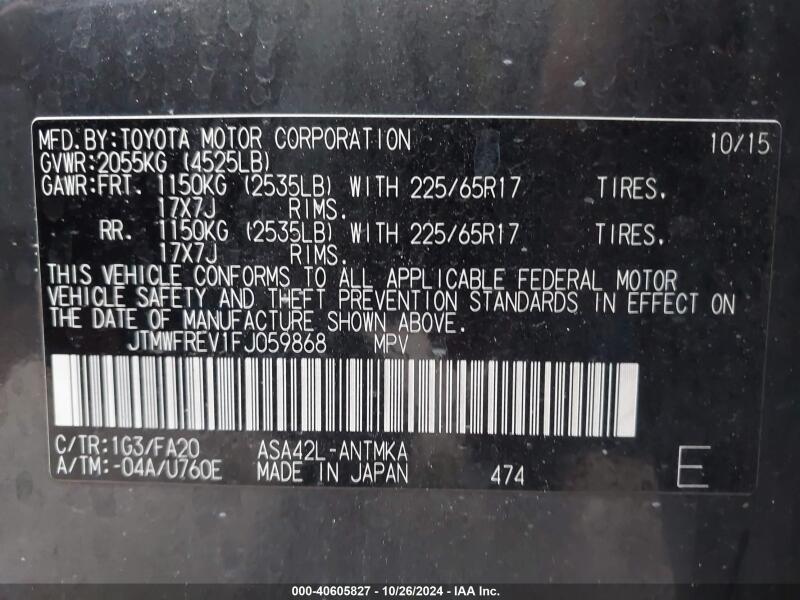 MFD.BY:TOYOTA MOTOR CORPORATION 10/15
GVWR:2055KG (4525LB)
GAWR:FRT. 1150KG (2535LB) WITH 225/65R17 TIRES.
17X7J RIMS.
RR. 1150KG (2535LB) WITH 225/65R17 TIRES.
17X7J RIMS.
THIS VEHICLE CONFORMS TO ALL APPLICABLE FEDERAL MOTOR
VEHICLE SAFETY AND THEFT PREVENTION STANDARDS IN EFFECT ON
THE DATE OF MANUFACTURE SHOWN ABOVE.
JTMWFREV1FJ059868 MPV
C/TR:1G3/FA20 ASA42L-ANTMKA
A/TM:-04A/U760E MADE IN JAPAN 474 E
000-40605827 - 10/26/2024 - IAA Inc.